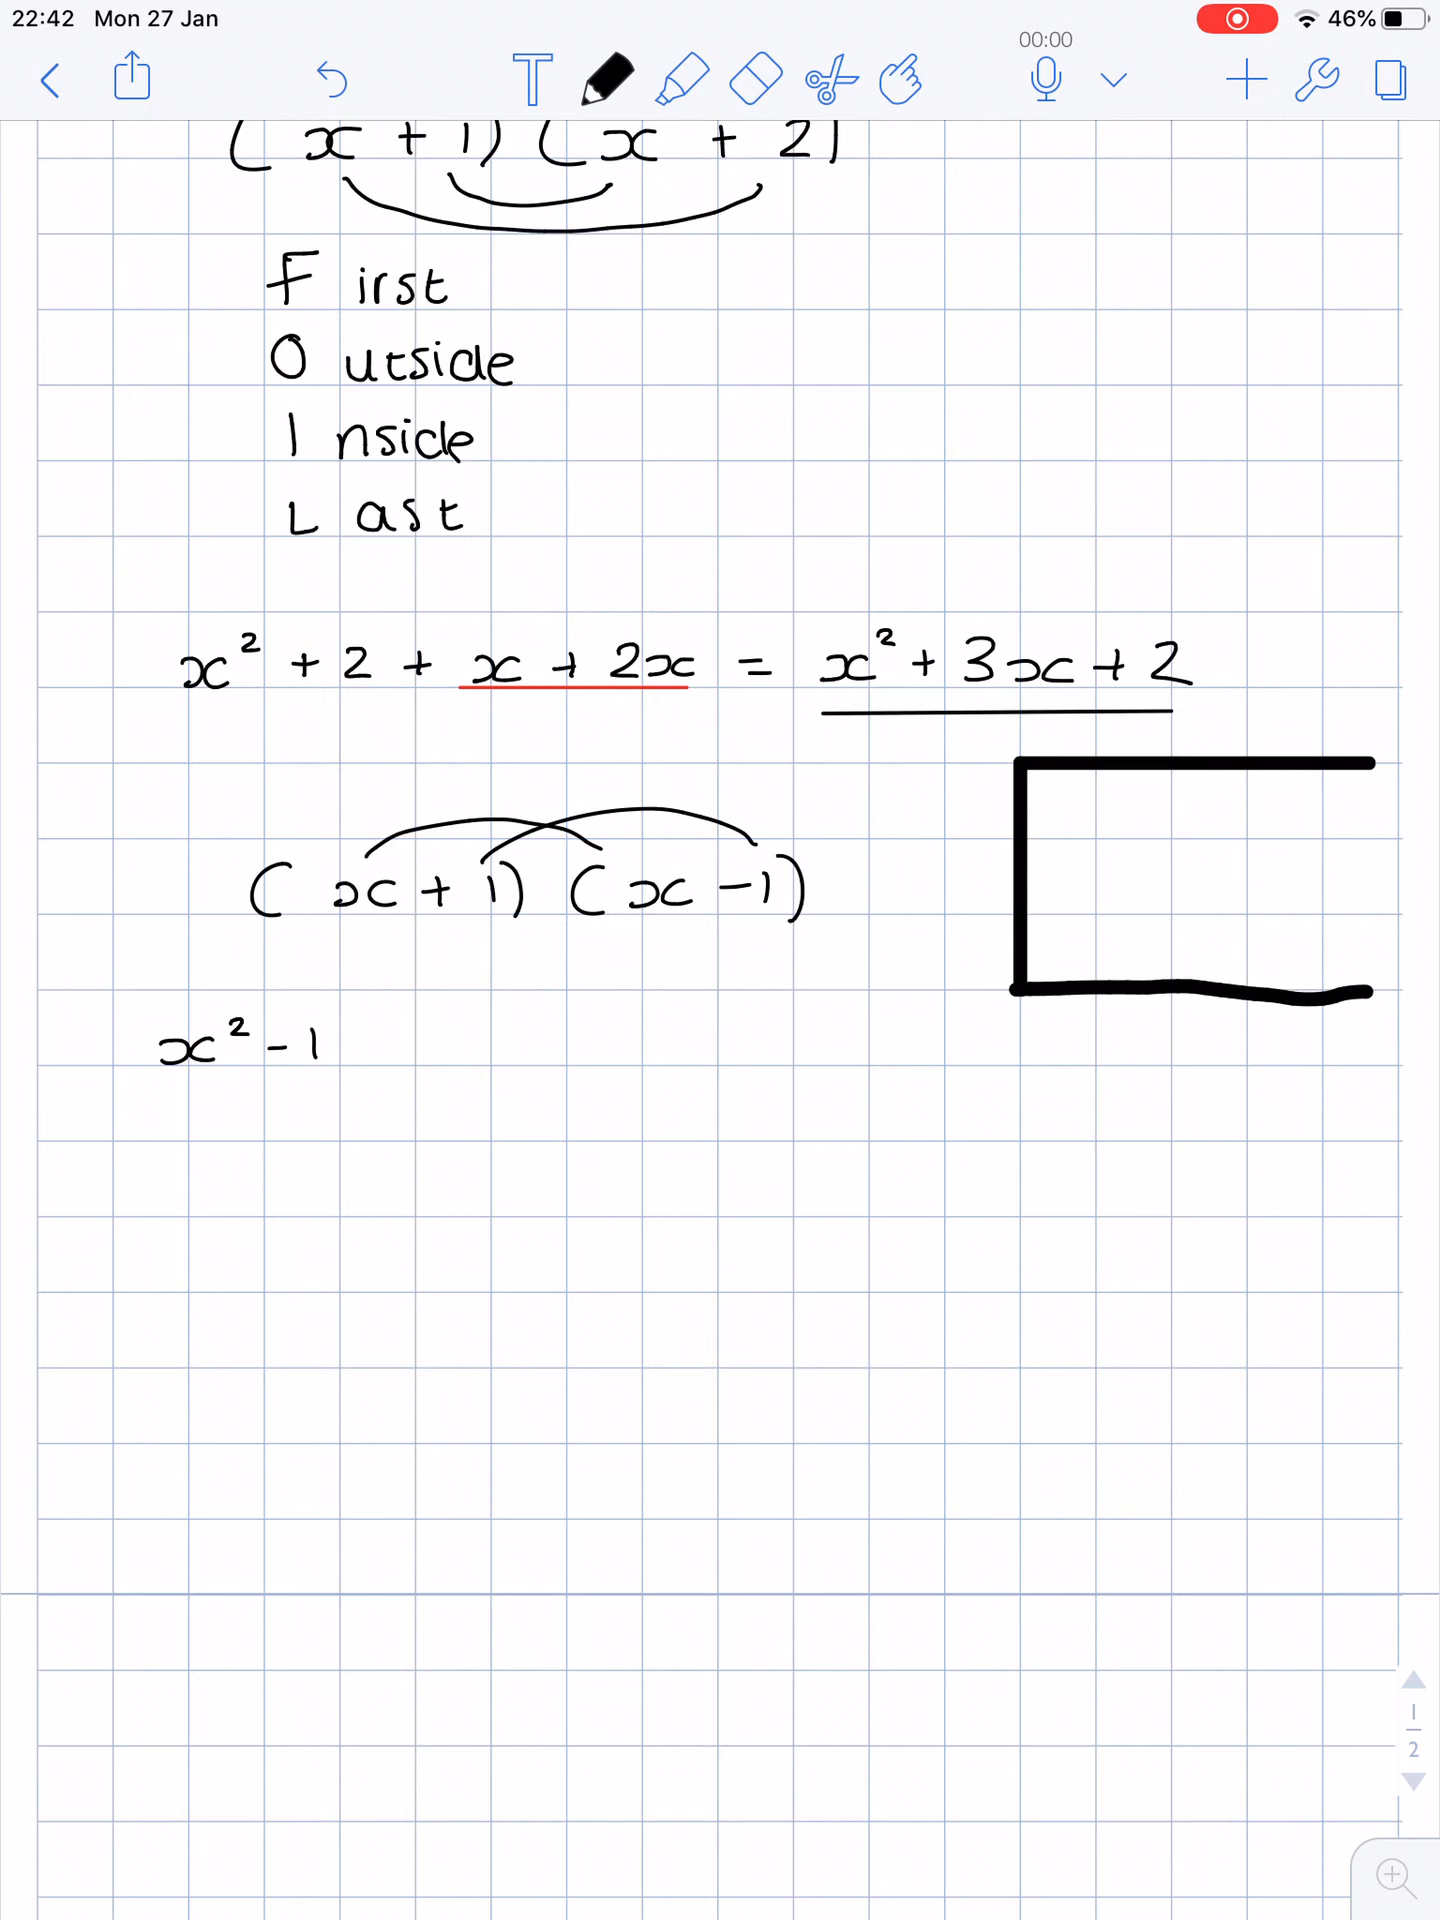 22:42 Mon 27 Jan 46%
00:00
T
(x + 1)(x + 2)
First
Outside
Inside
Last
x² + 2 + x + 2x = x² + 3x + 2
(x + 1)(x - 1)
x² - 1
1
2